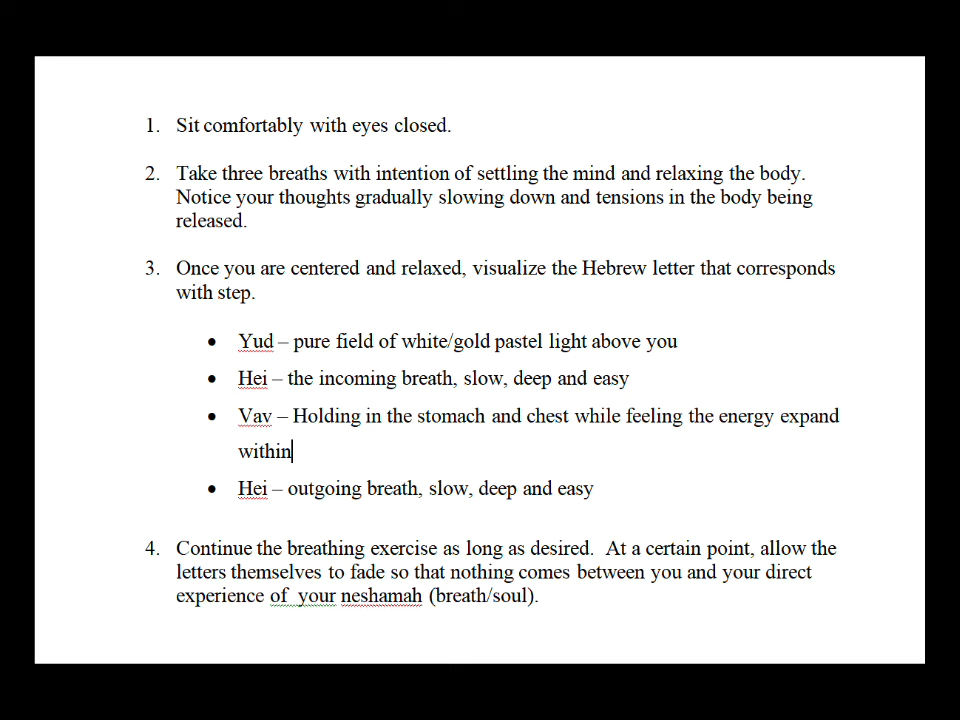 1. Sit comfortably with eyes closed.
2. Take three breaths with intention of settling the mind and relaxing the body.
Notice your thoughts gradually slowing down and tensions in the body being
released.
3. Once you are centered and relaxed, visualize the Hebrew letter that corresponds
with step.
• Yud – pure field of white/gold pastel light above you
• Hei – the incoming breath, slow, deep and easy
• Vav – Holding in the stomach and chest while feeling the energy expand
within
• Hei – outgoing breath, slow, deep and easy
4. Continue the breathing exercise as long as desired.  At a certain point, allow the
letters themselves to fade so that nothing comes between you and your direct
experience of  your neshamah (breath/soul).